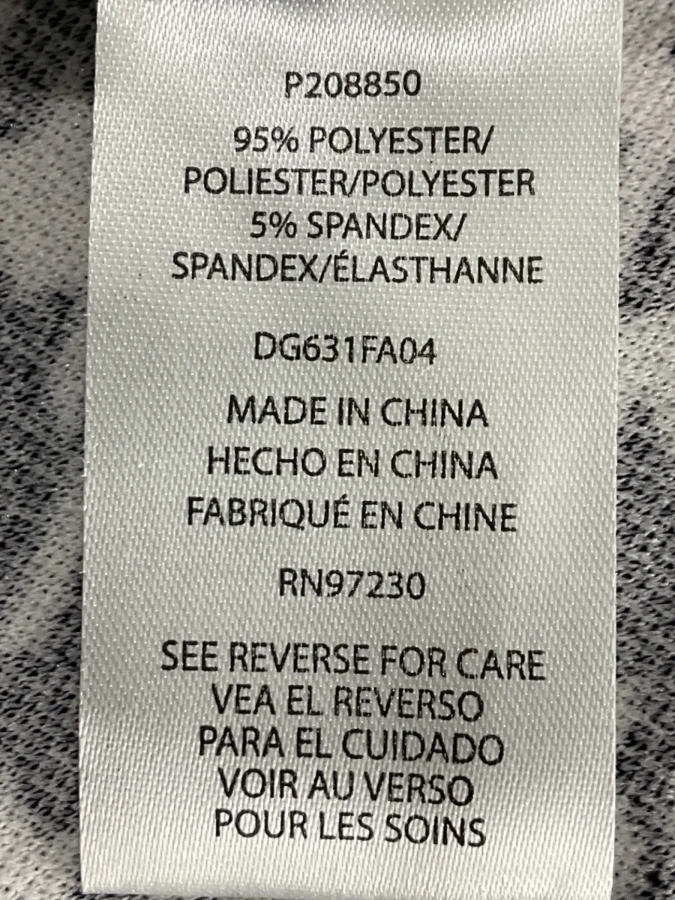 P208850
95% POLYESTER/
POLIESTER/POLYESTER
5% SPANDEX/
SPANDEX/ÉLASTHANNE
DG631FA04
MADE IN CHINA
HECHO EN CHINA
FABRIQUÉ EN CHINE
RN97230
SEE REVERSE FOR CARE
VEA EL REVERSO
PARA EL CUIDADO
VOIR AU VERSO
POUR LES SOINS